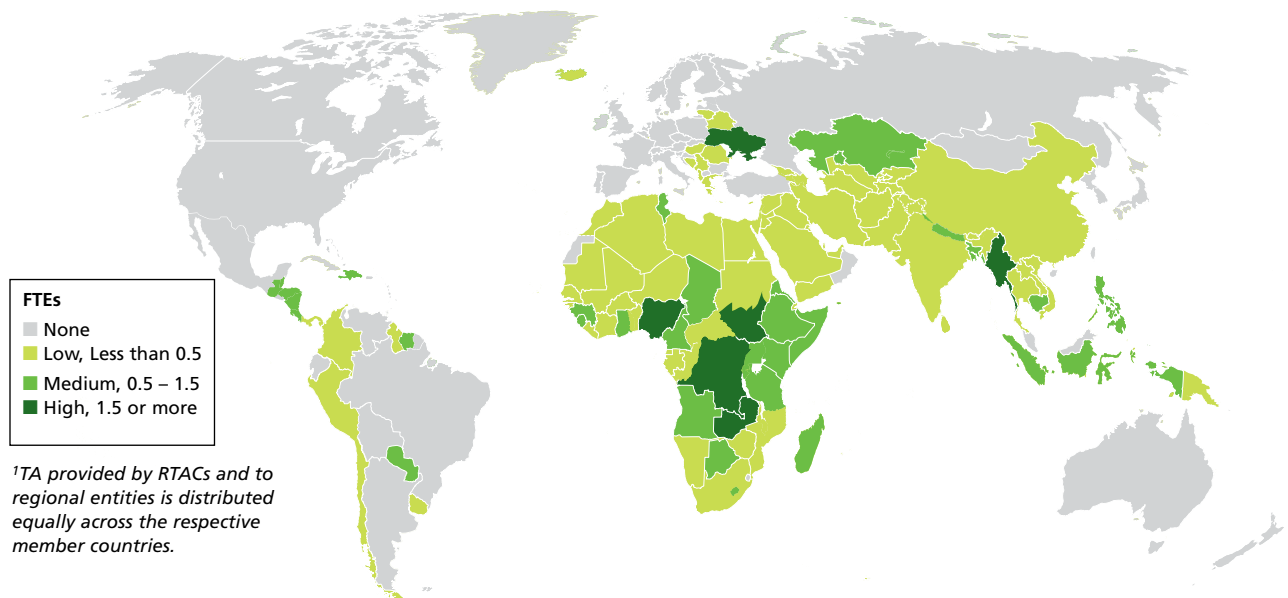 FTEs
None
Low, Less than 0.5
Medium, 0.5 – 1.5
High, 1.5 or more
¹TA provided by RTACs and to
regional entities is distributed
equally across the respective
member countries.